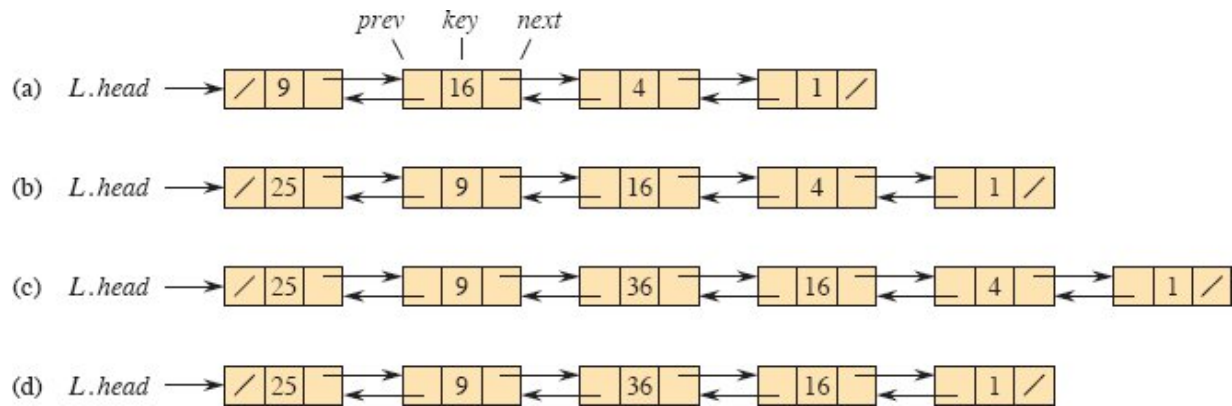 prev key next
(a) L.head / 9 16 4 1 /
(b) L.head / 25 9 16 4 1 /
(c) L.head / 25 9 36 16 4 1 /
(d) L.head / 25 9 36 16 1 /